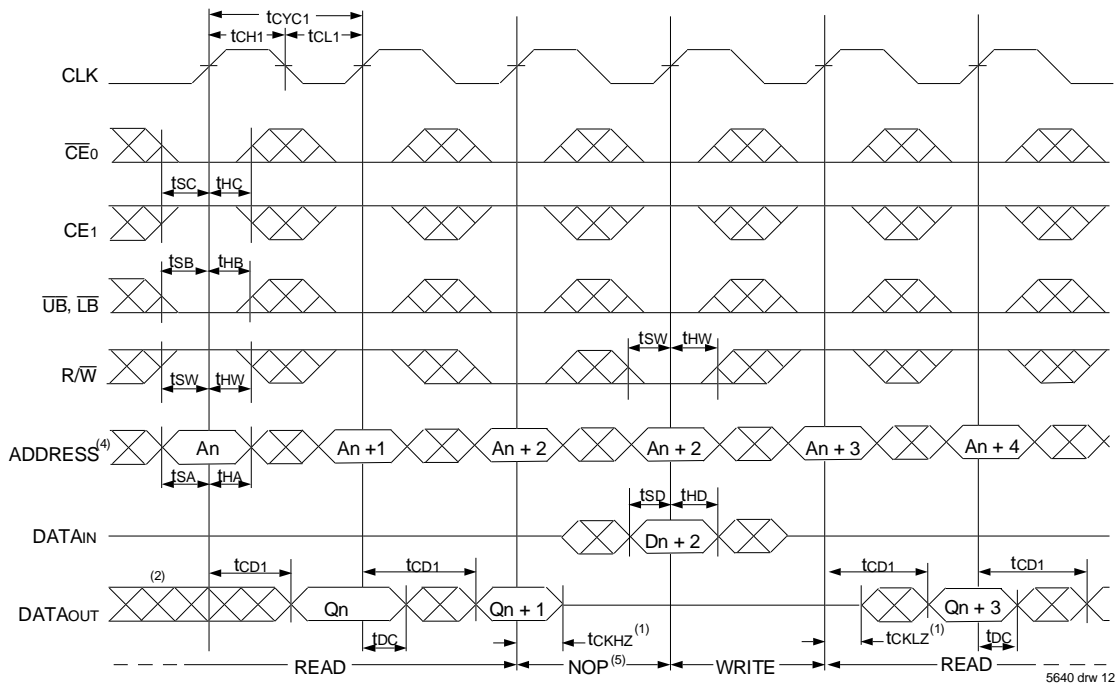 tCYC1
tCH1 tCL1
CLK
CE0
tSC tHC
CE1
tSB tHB
UB, LB
tSW tHW
R/W
tSW tHW
ADDRESS(4) An An +1 An + 2 An + 2 An + 3 An + 4
tSA tHA
tSD tHD
DATAIN Dn + 2
tCD1 tCD1 tCD1 tCD1
(2)
DATAOUT Qn Qn + 1 Qn + 3
tDC tCKHZ(1) tCKLZ(1) tDC
READ NOP(5) WRITE READ
5640 drw 12